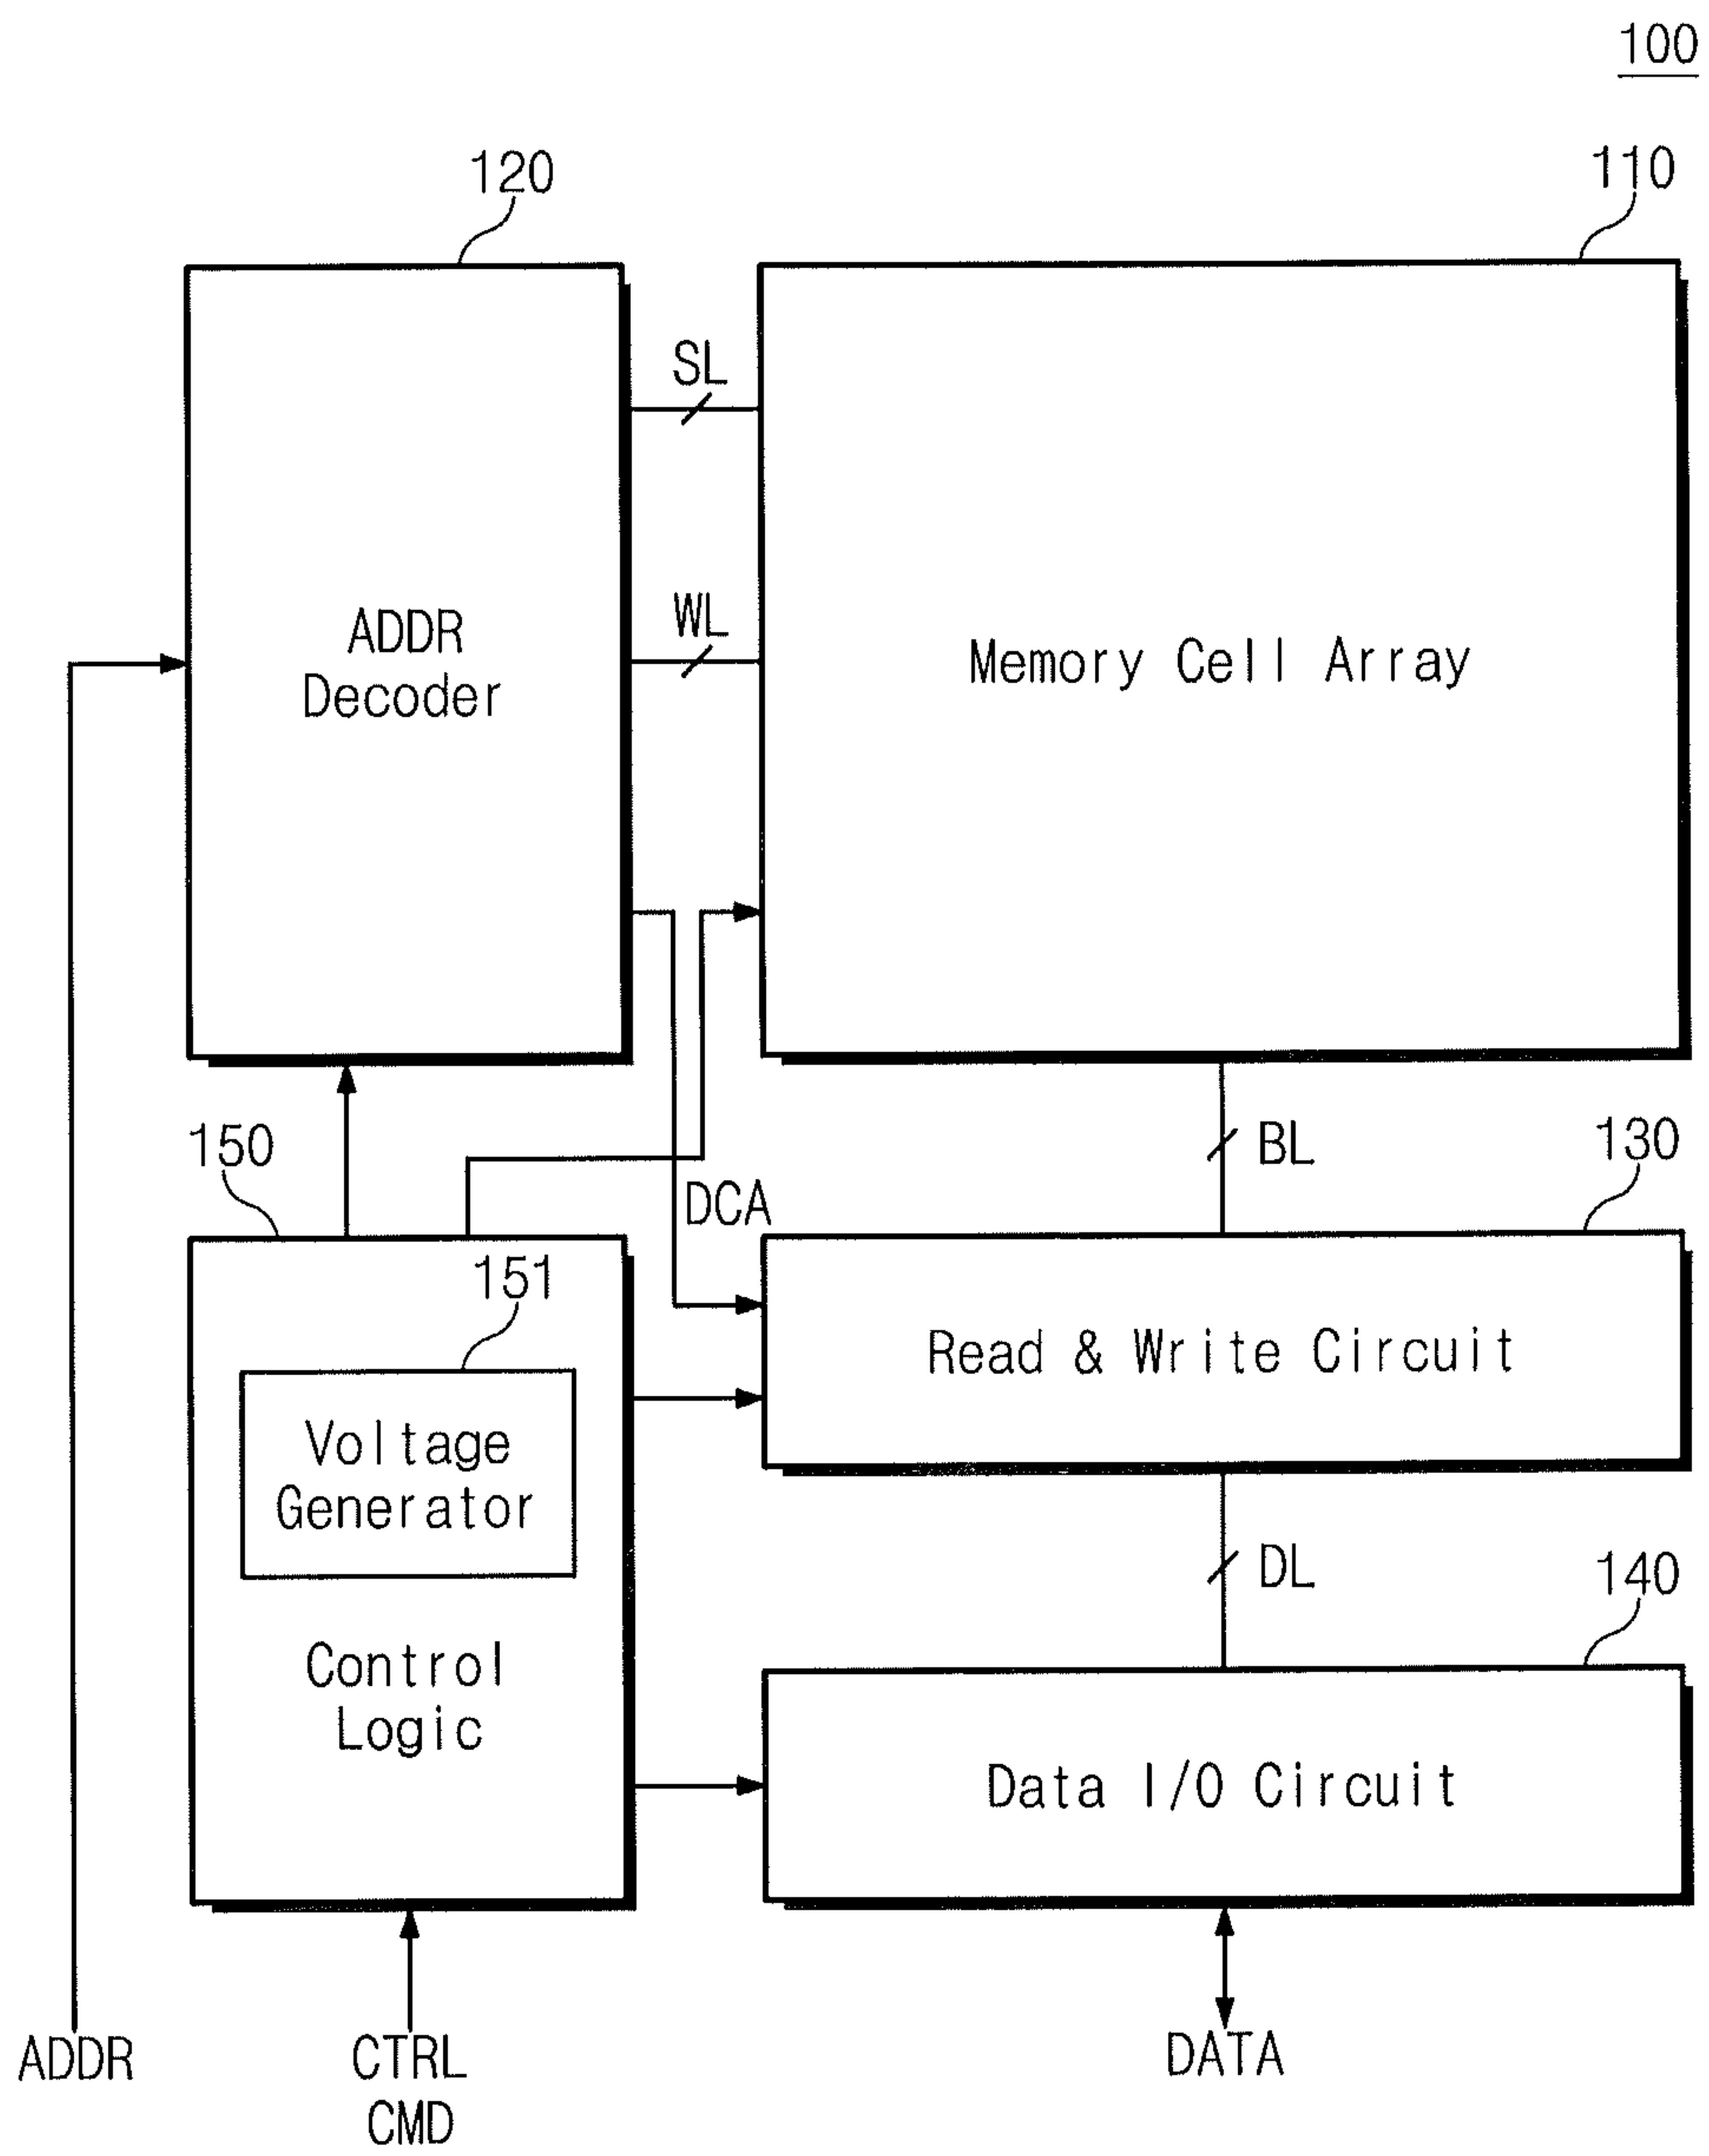 100
120
110
SL
WL
ADDR
Decoder
Memory Cell Array
150
BL
130
DCA
151
Read & Write Circuit
Voltage
Generator
DL
140
Control
Logic
Data I/O Circuit
ADDR
CTRL
CMD
DATA